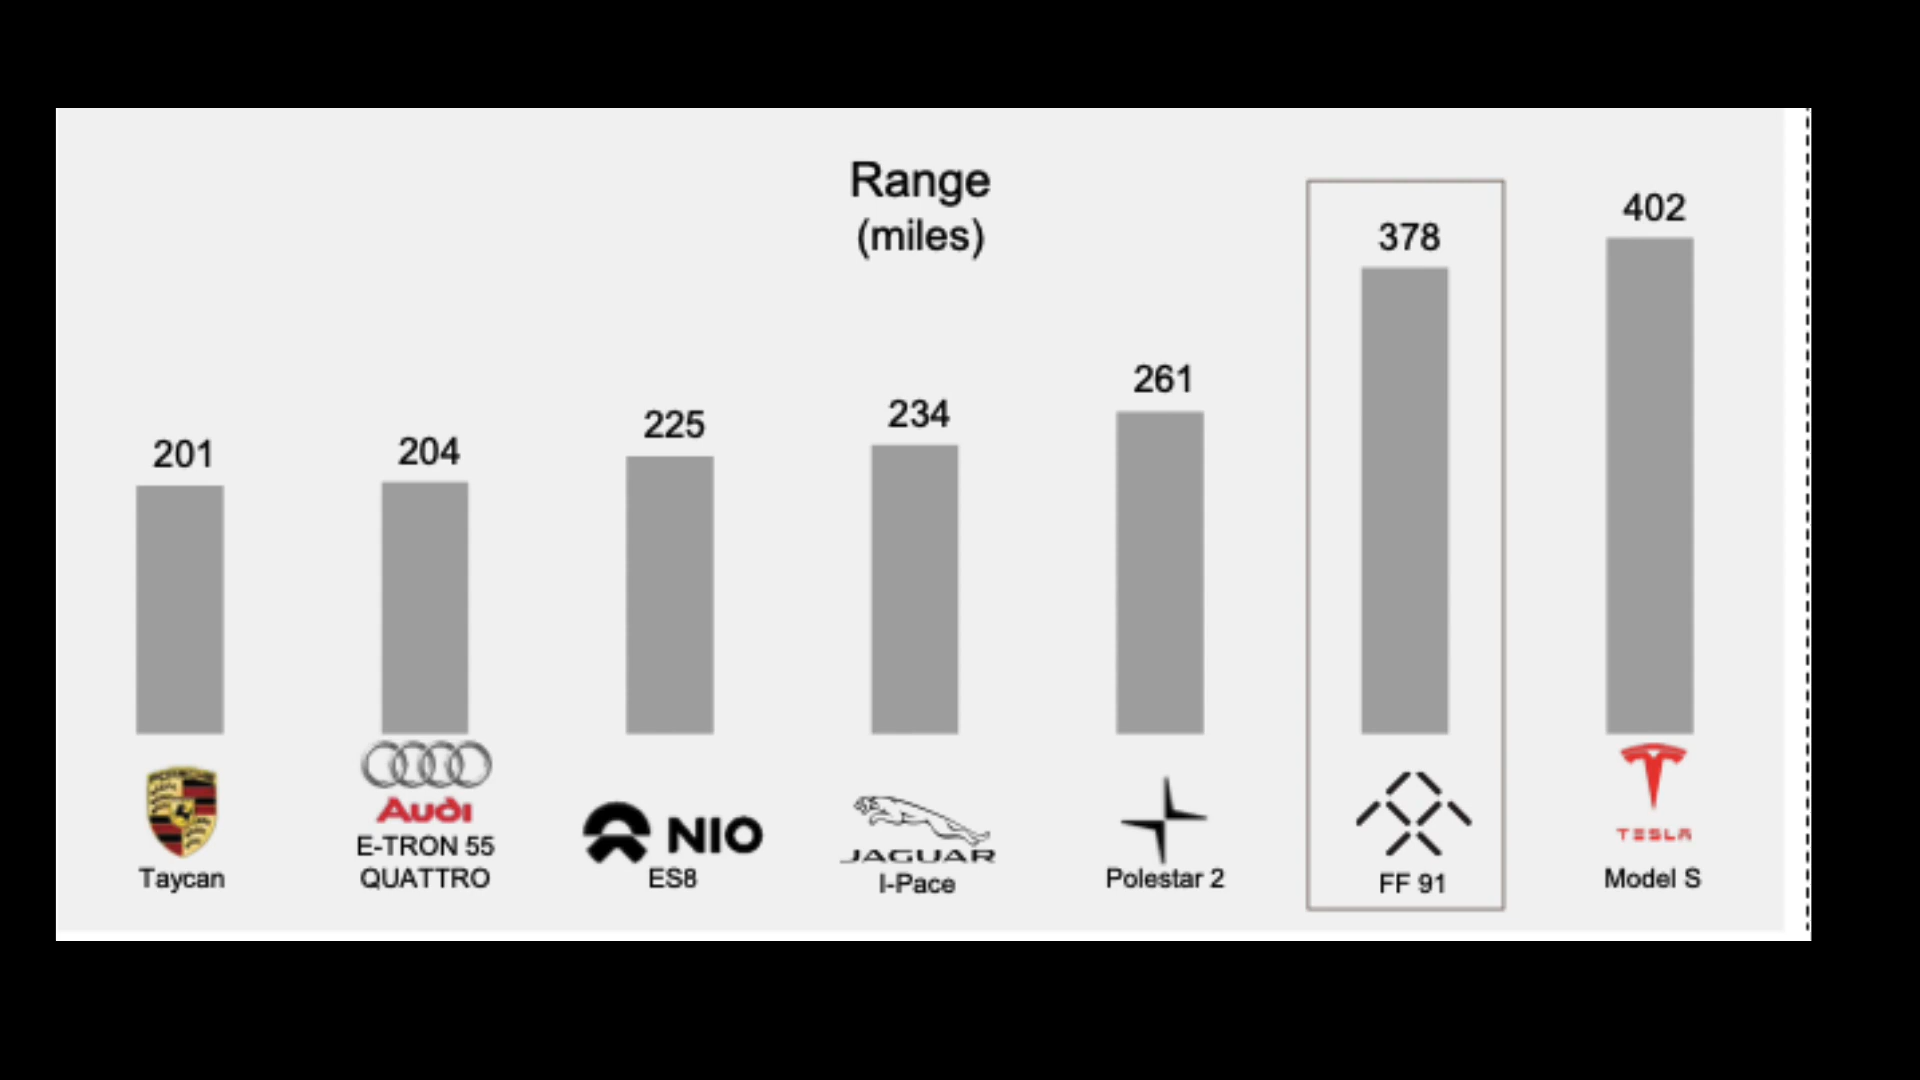 Range
(miles)
201
204
225
234
261
378
402
PORSCHE
Audi
NIO
JAGUAR
TESLA
Taycan
E-TRON 55
QUATTRO
ES8
I-Pace
Polestar 2
FF 91
Model S